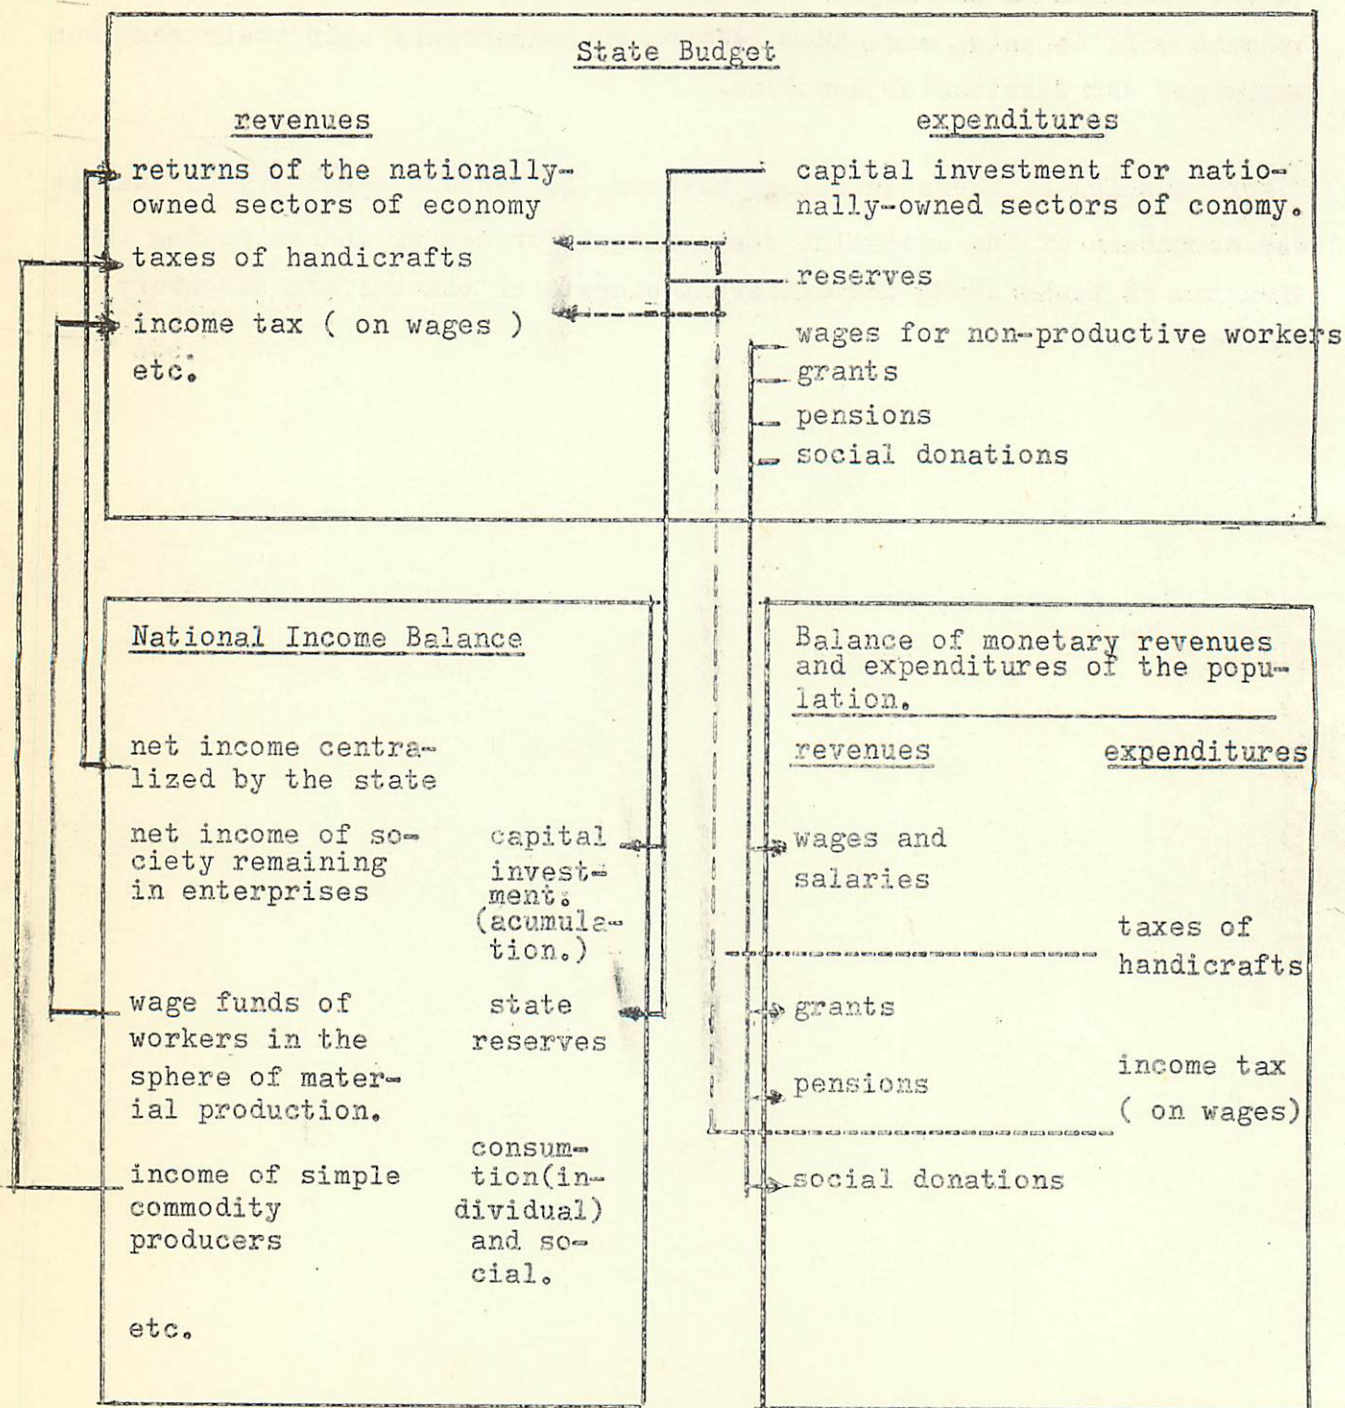 State Budget
revenues
returns of the nationally-
owned sectors of economy
taxes of handicrafts
income tax ( on wages )
etc.
expenditures
capital investment for natio-
nally-owned sectors of conomy.
reserves
wages for non-productive workers
grants
pensions
social donations
National Income Balance
net income centra-
lized by the state
net income of so-
ciety remaining
in enterprises
wage funds of
workers in the
sphere of mater-
ial production.
income of simple
commodity
producers
etc.
capital
invest-
ment.
(acumula-
tion.)
state
reserves
consum-
tion(in-
dividual)
and so-
cial.
Balance of monetary revenues
and expenditures of the popu-
lation.
revenues
wages and
salaries
grants
pensions
social donations
expenditures
taxes of
handicrafts
income tax
( on wages)